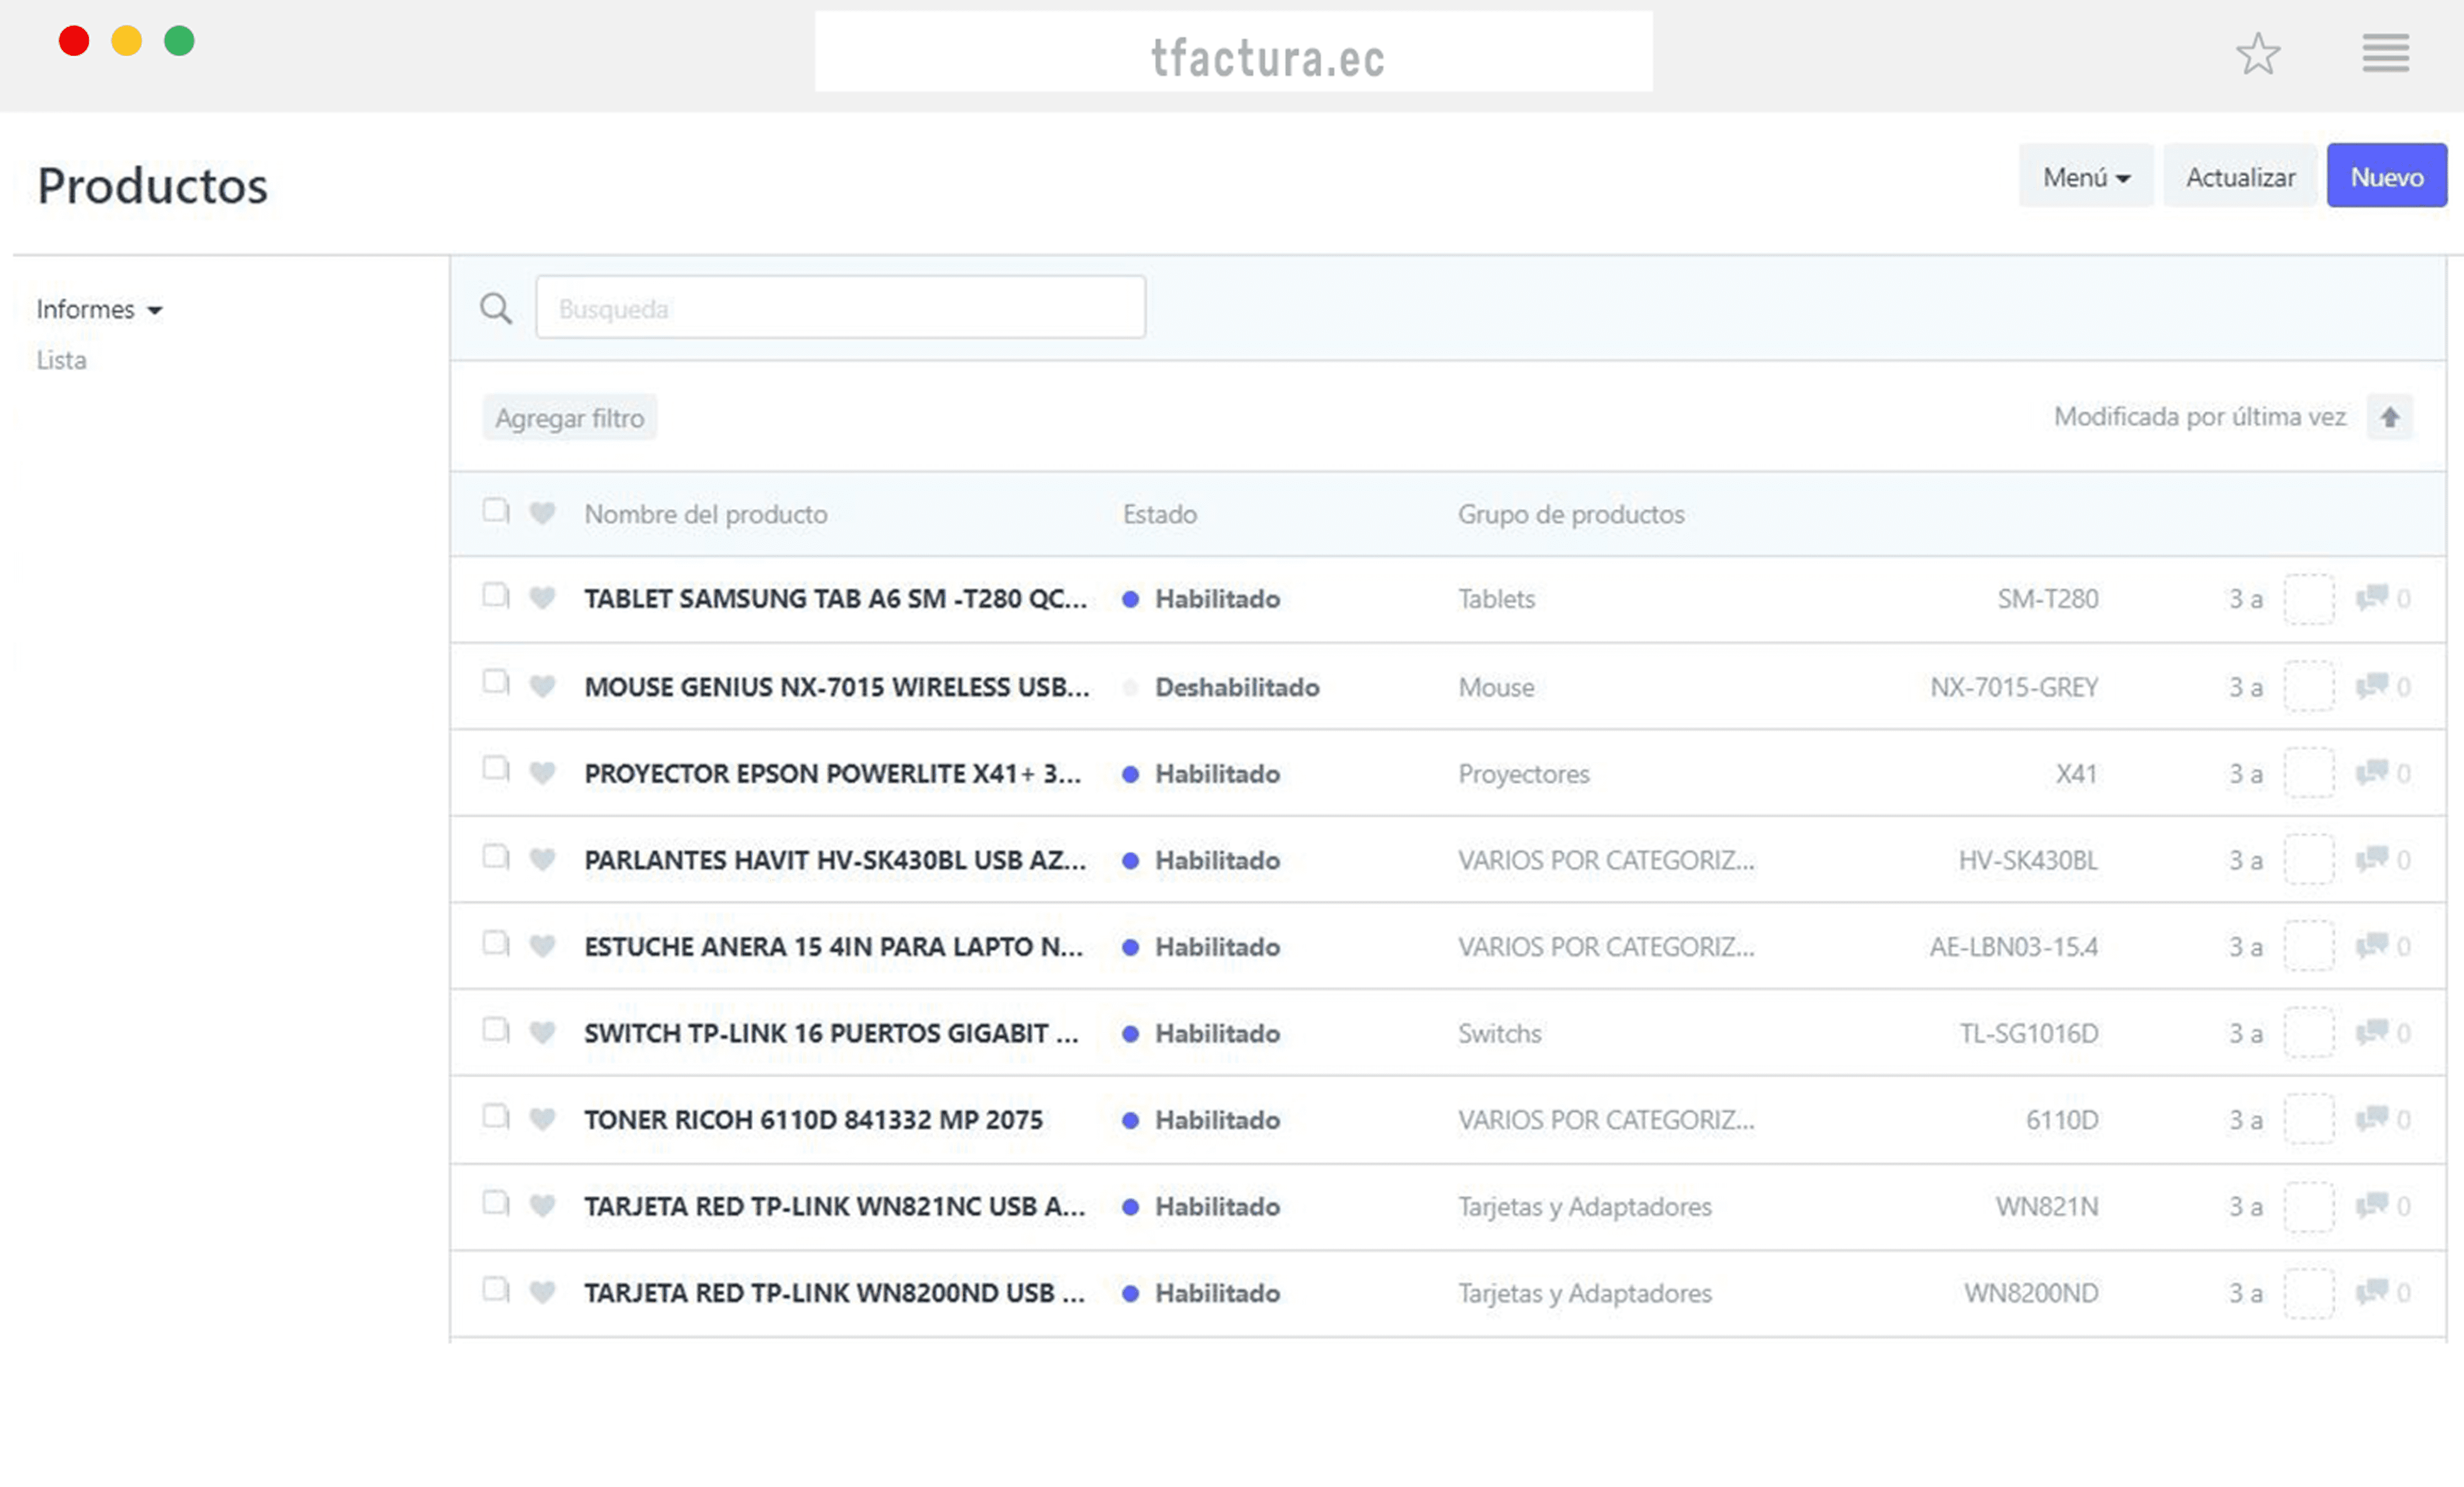 tfactura.ec
Productos
Menú Actualizar Nuevo
Informes
Lista
Busqueda
Agregar filtro Modificada por última vez
Nombre del producto Estado Grupo de productos
TABLET SAMSUNG TAB A6 SM -T280 QC... Habilitado Tablets SM-T280 3 a 0
MOUSE GENIUS NX-7015 WIRELESS USB... Deshabilitado Mouse NX-7015-GREY 3 a 0
PROYECTOR EPSON POWERLITE X41+ 3... Habilitado Proyectores X41 3 a 0
PARLANTES HAVIT HV-SK430BL USB AZ... Habilitado VARIOS POR CATEGORIZ... HV-SK430BL 3 a 0
ESTUCHE ANERA 15 4IN PARA LAPTO N... Habilitado VARIOS POR CATEGORIZ... AE-LBN03-15.4 3 a 0
SWITCH TP-LINK 16 PUERTOS GIGABIT ... Habilitado Switchs TL-SG1016D 3 a 0
TONER RICOH 6110D 841332 MP 2075 Habilitado VARIOS POR CATEGORIZ... 6110D 3 a 0
TARJETA RED TP-LINK WN821NC USB A... Habilitado Tarjetas y Adaptadores WN821N 3 a 0
TARJETA RED TP-LINK WN8200ND USB ... Habilitado Tarjetas y Adaptadores WN8200ND 3 a 0